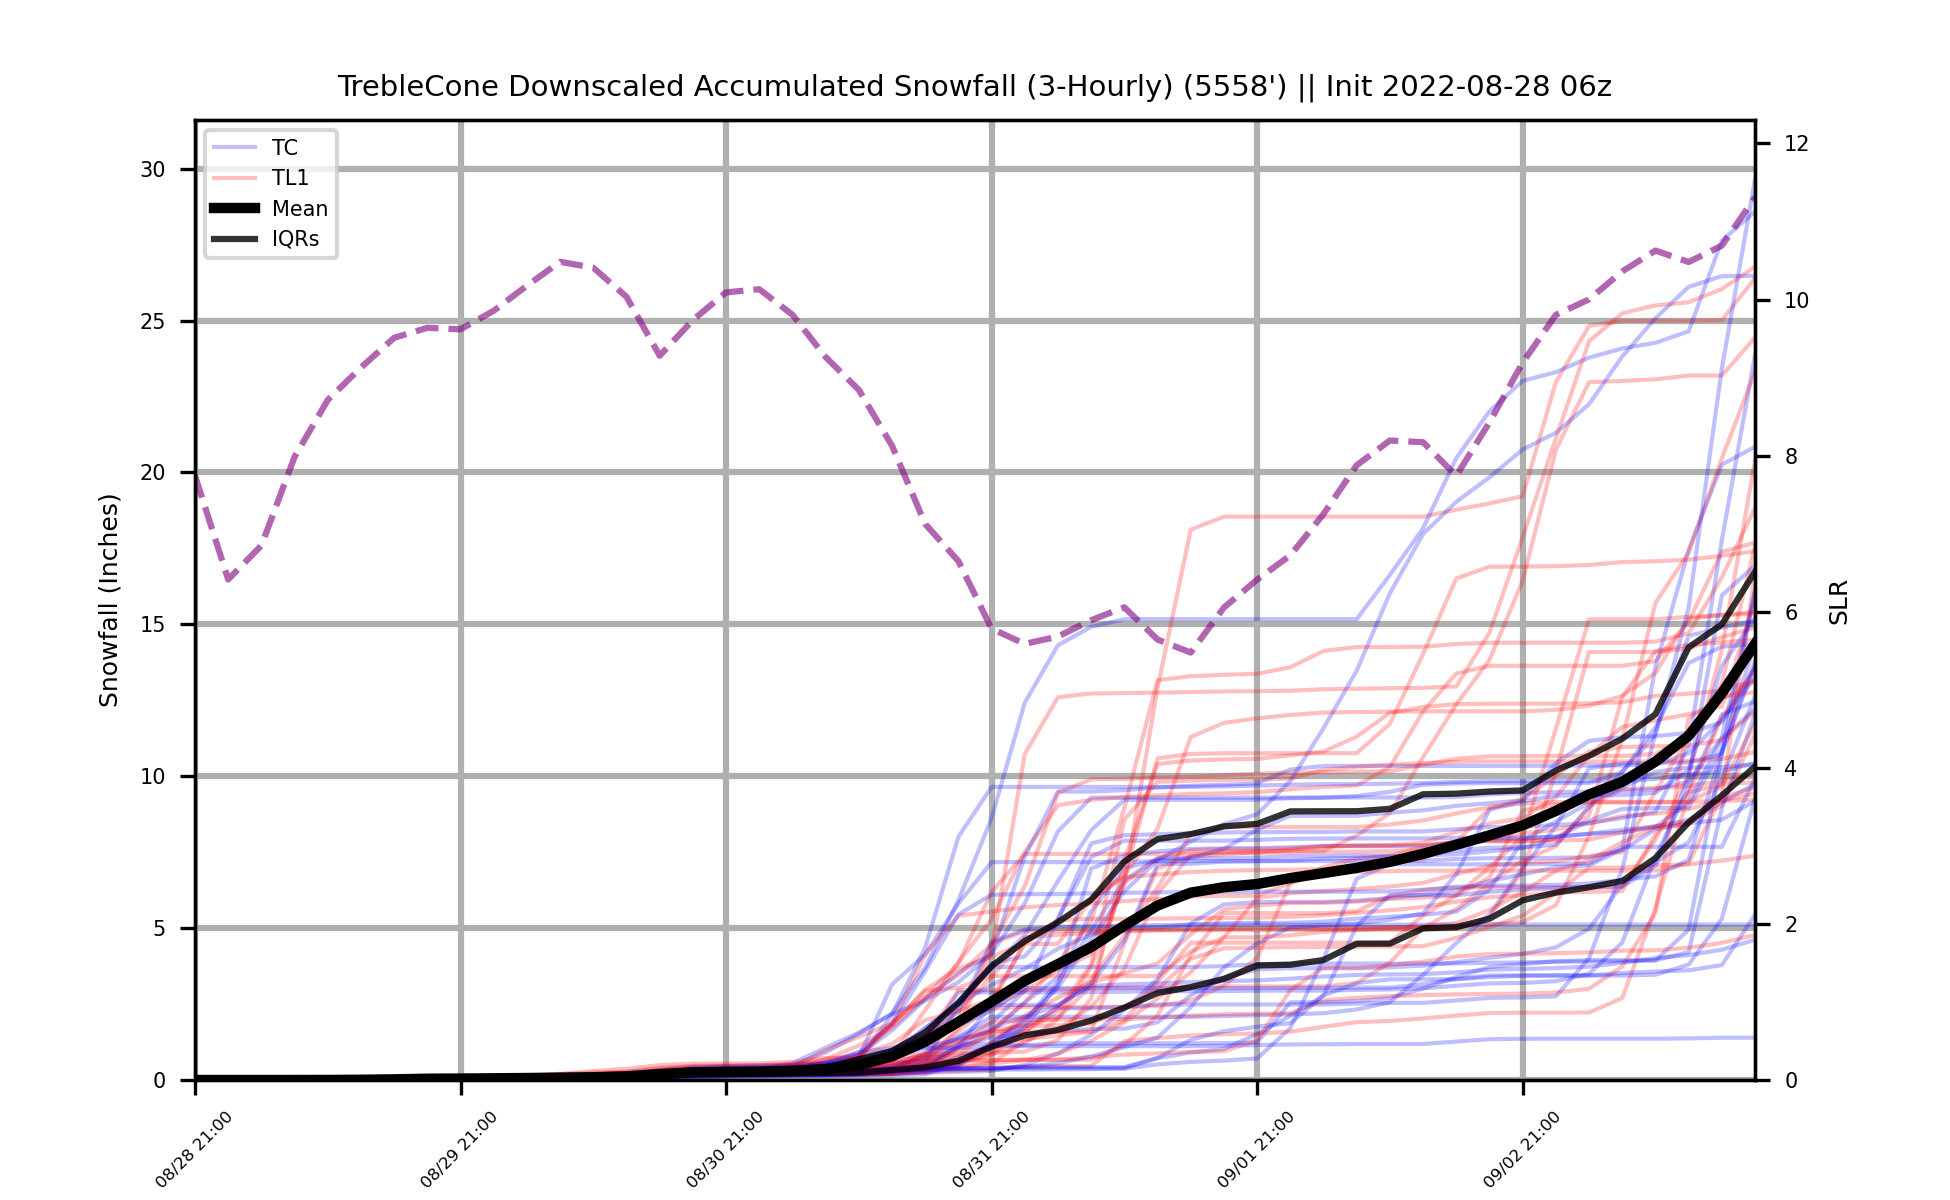 TrebleCone Downscaled Accumulated Snowfall (3-Hourly) (5558') || Init 2022-08-28 06z
TC
TL1
Mean
IQRs
30
25
20
15
10
5
0
Snowfall (Inches)
12
10
8
6
4
2
0
SLR
08/28 21:00
08/29 21:00
08/30 21:00
08/31 21:00
09/01 21:00
09/02 21:00